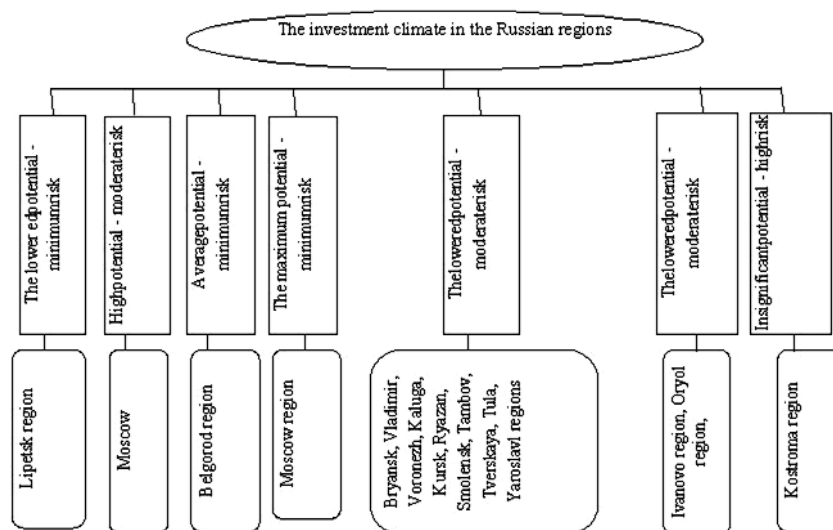 The investment climate in the Russian regions
The lower edpotential -
minimumrisk
Highpotential - moderaterisk
Averagepotential -
minimumrisk
The maximum potential -
minimumrisk
Theloweredpotential -
moderaterisk
Theloweredpotential -
moderaterisk
Insignificantpotential - highrisk
Lipetsk region
Moscow
Belgorod region
Moscow region
Bryansk, Vladimir,
Voronezh, Kaluga,
Kursk, Ryazan,
Smolensk, Tambov,
Tverskaya, Tula,
Yaroslavl regions
Ivanovo region, Oryol
region,
Kostroma region